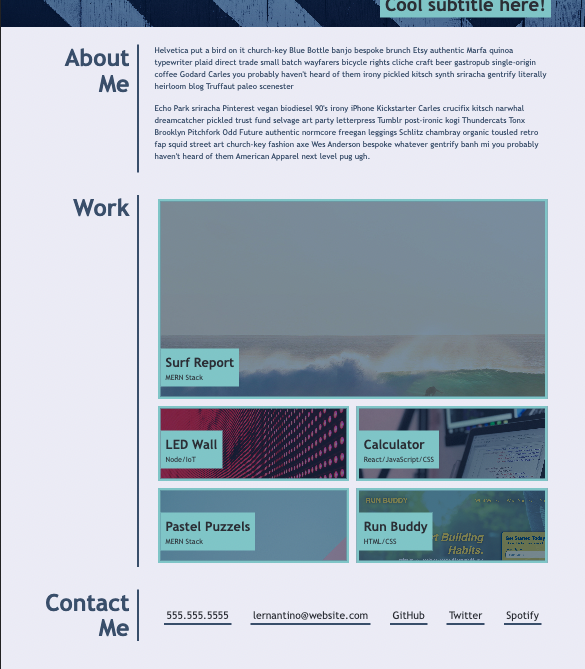 Cool subtitle here!
About
Me
Helvetica put a bird on it church-key Blue Bottle banjo bespoke brunch Etsy authentic Marfa quinoa
typewriter plaid direct trade small batch wayfarers bicycle rights cliche craft beer gastropub single-origin
coffee Godard Carles you probably haven't heard of them irony pickled kitsch synth sriracha gentrify literally
heirloom blog Truffaut paleo scenester
Echo Park sriracha Pinterest vegan biodiesel 90's irony iPhone Kickstarter Carles crucifix kitsch narwhal
dreamcatcher pickled trust fund selvage art party letterpress Tumblr post-ironic kogi Thundercats Tonx
Brooklyn Pitchfork Odd Future authentic normcore freegan leggings Schlitz chambray organic tousled retro
fap squid street art church-key fashion axe Wes Anderson bespoke whatever gentrify banh mi you probably
haven't heard of them American Apparel next level pug ugh.
Work
Surf Report
MERN Stack
LED Wall
Node/IoT
Calculator
React/JavaScript/CSS
Pastel Puzzels
MERN Stack
RUN BUDDY
Run Buddy
HTML/CSS
t Building
Habits.
Get Started Today
Contact
Me
555.555.5555
lernantino@website.com
GitHub
Twitter
Spotify